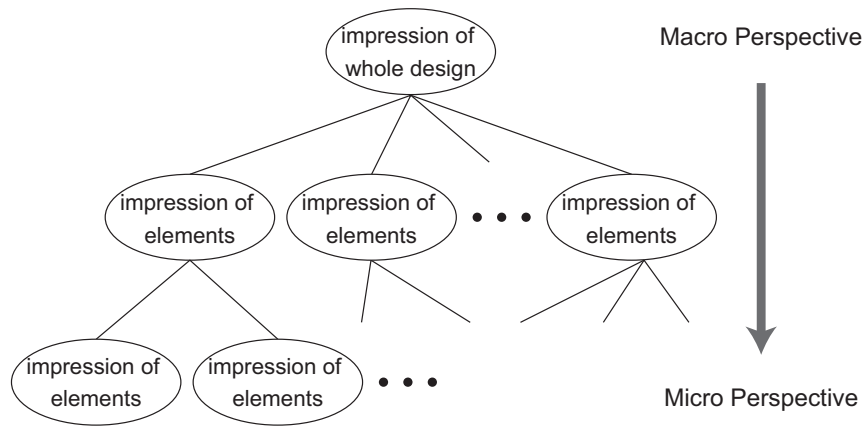 impression of
whole design
Macro Perspective
impression of
elements
impression of
elements
impression of
elements
impression of
elements
impression of
elements
Micro Perspective